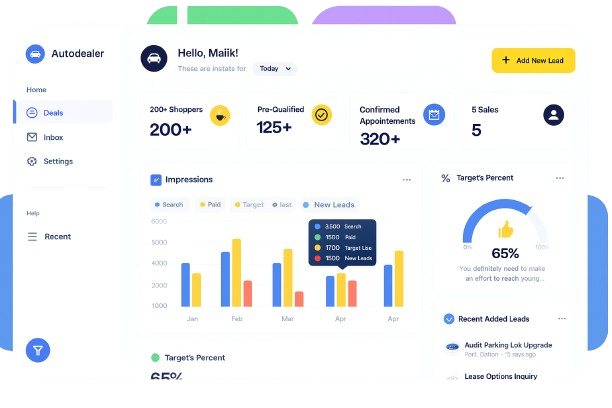 Autodealer
Home
Deals
Inbox
Settings
Help
Recent
Hello, Maiik!
These are instats for
Today
+ Add New Lead
200+ Shoppers
200+
Pre-Qualified
125+
Confirmed
Appointements
320+
5 Sales
5
Impressions
Search
Paid
Target
last
New Leads
6000
5000
4000
3000
2000
1000
3.500 Search
1500 Paid
1700 Target Lise
1500 New Leads
Jan
Feb
Mar
Apr
Apr
% Target's Percent
0%
100%
65%
You definitely need to make
an effort to reach young...
Recent Added Leads
Audit Parking Lok Upgrade
days ago
Lease Options Inquiry
Target's Percent
65%